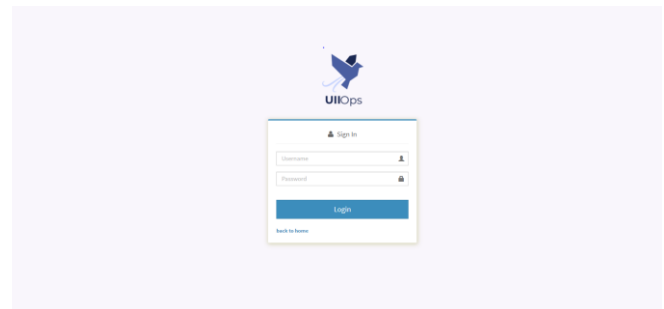 UIIOps
Sign In
Username
Password
Login
back to home